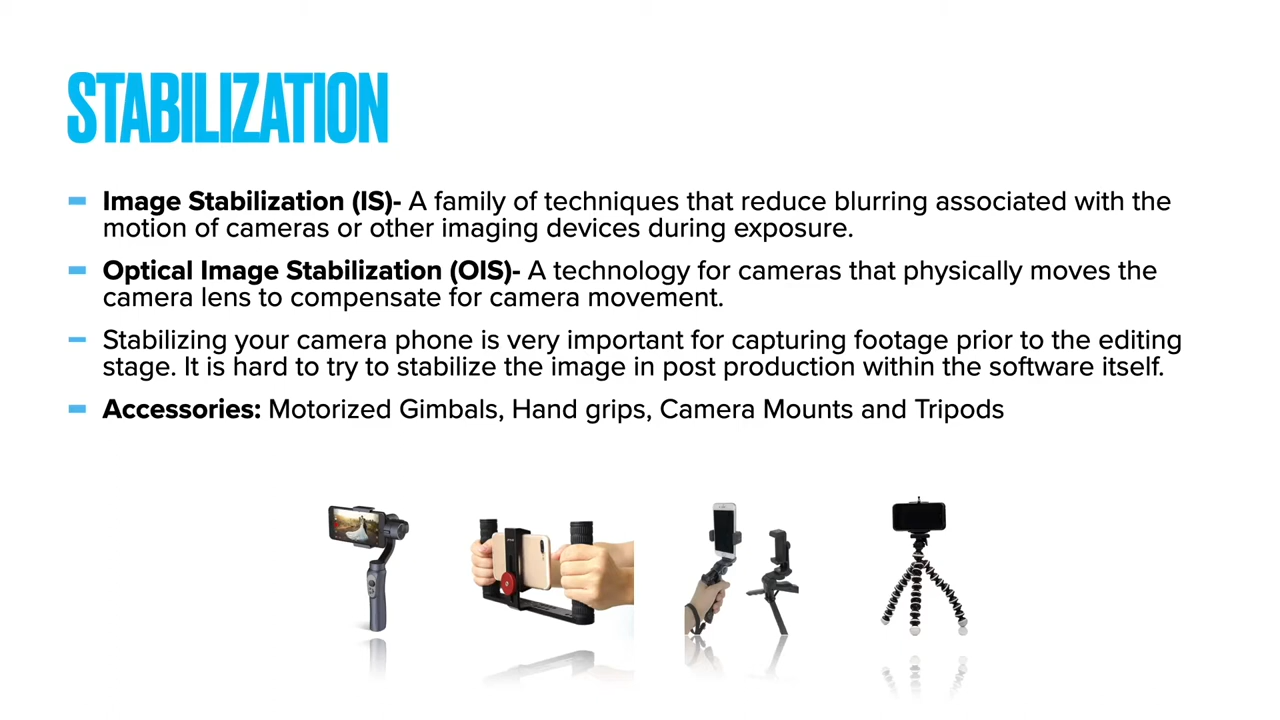 STABILIZATION
Image Stabilization (IS)- A family of techniques that reduce blurring associated with the
motion of cameras or other imaging devices during exposure.
Optical Image Stabilization (OIS)- A technology for cameras that physically moves the
camera lens to compensate for camera movement.
Stabilizing your camera phone is very important for capturing footage prior to the editing
stage. It is hard to try to stabilize the image in post production within the software itself.
Accessories: Motorized Gimbals, Hand grips, Camera Mounts and Tripods